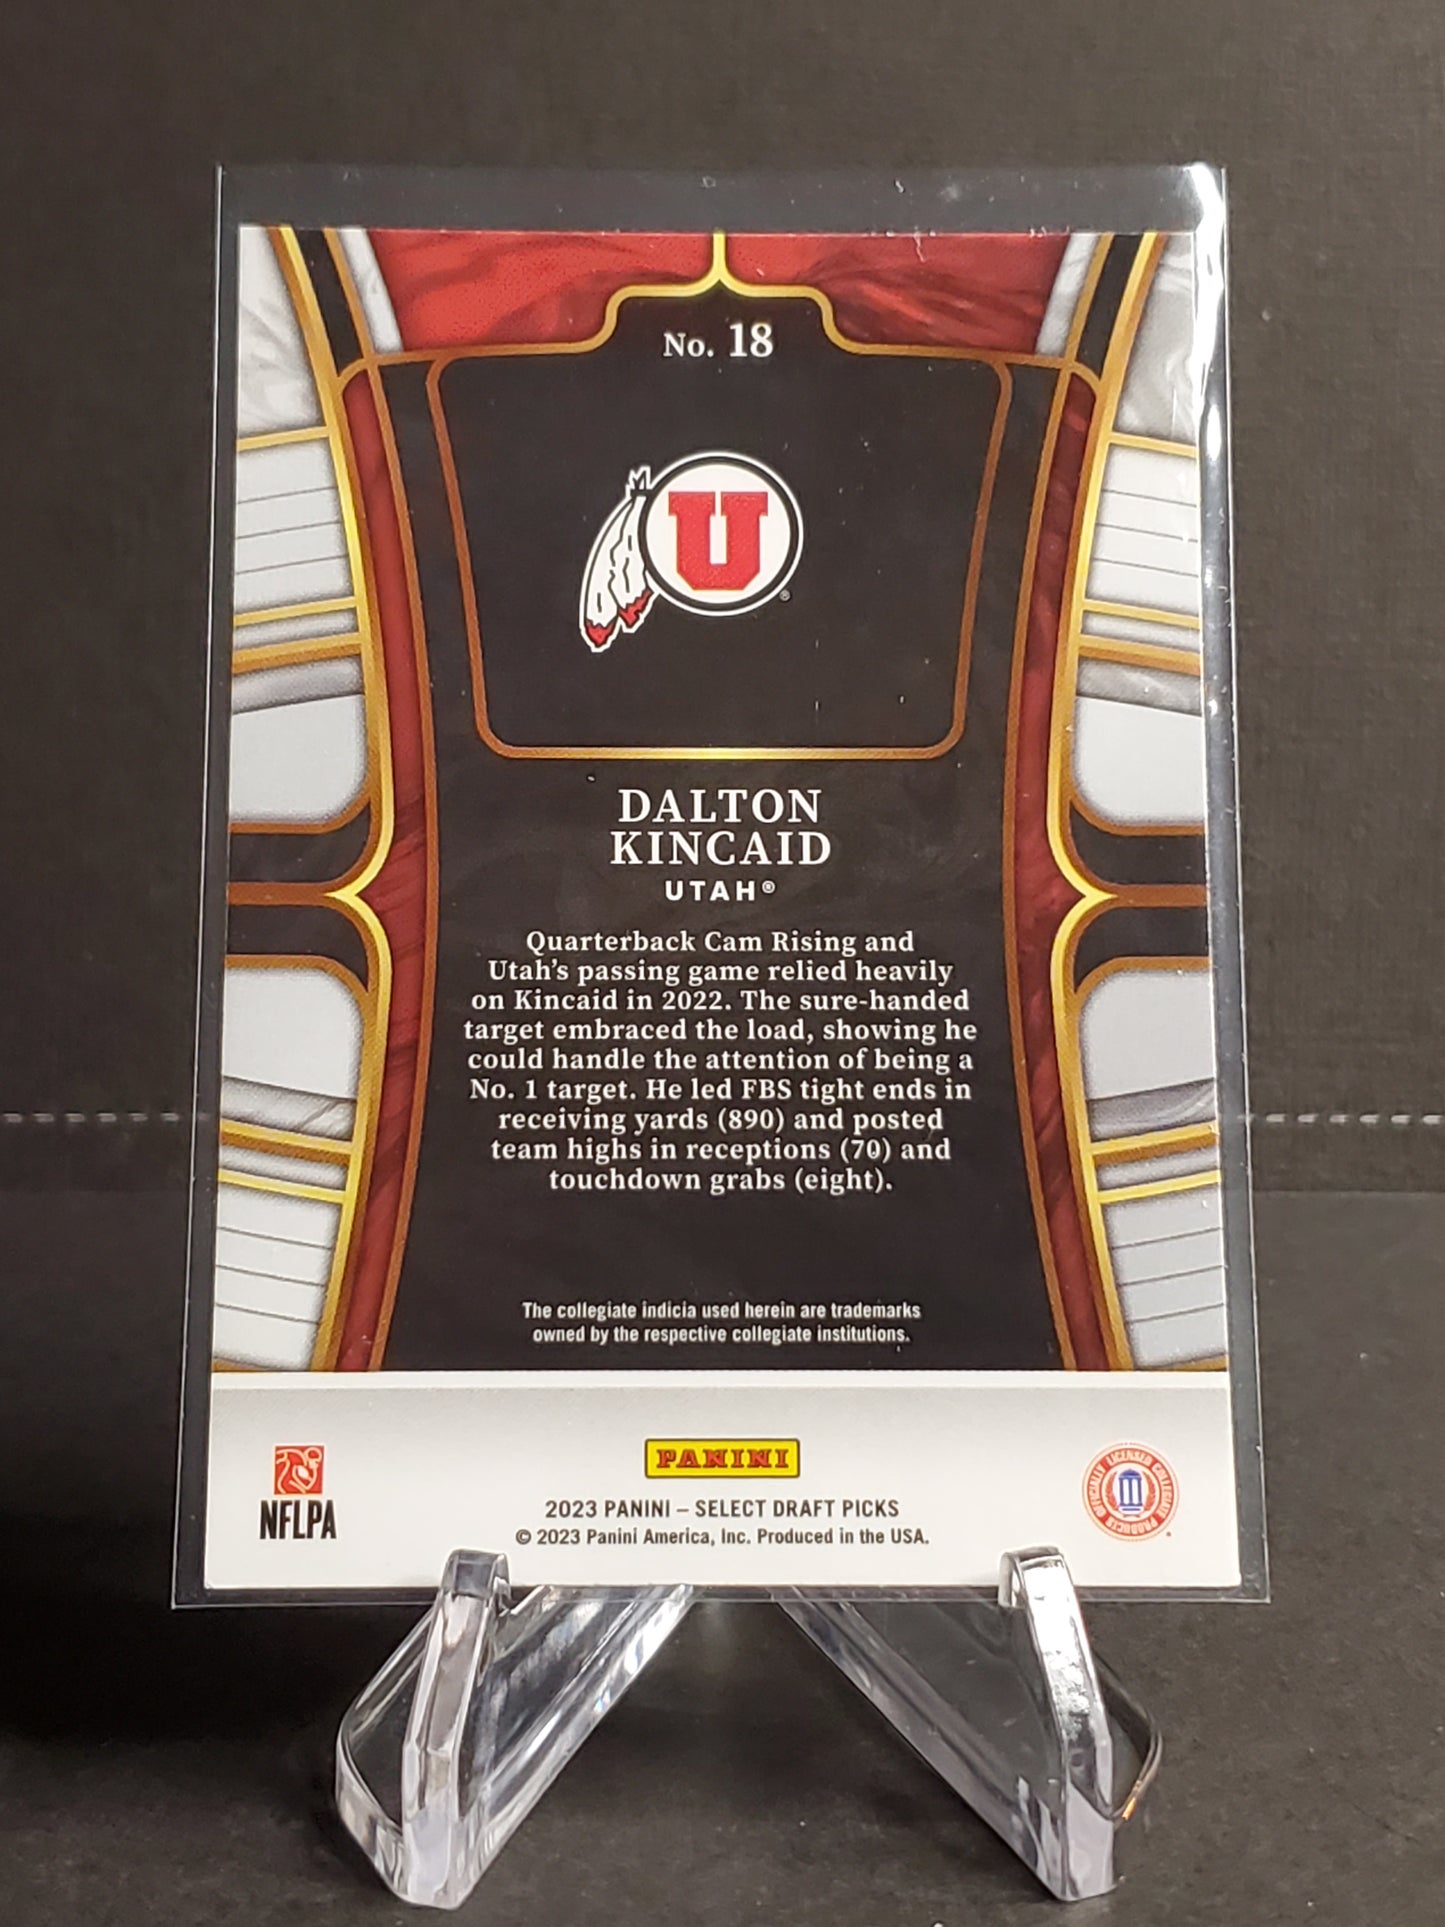 No. 18
U
®
DALTON
KINCAID
UTAH®
Quarterback Cam Rising and
Utah's passing game relied heavily
on Kincaid in 2022. The sure-handed
target embraced the load, showing he
could handle the attention of being a
No. 1 target. He led FBS tight ends in
receiving yards (890) and posted
team highs in receptions (70) and
touchdown grabs (eight).
The collegiate indicia used herein are trademarks
owned by the respective collegiate institutions.
NFLPA
PANINI
2023 PANINI – SELECT DRAFT PICKS
© 2023 Panini America, Inc. Produced in the USA.
OFFICIALLY LICENSED COLLEGIATE PRODUCTS